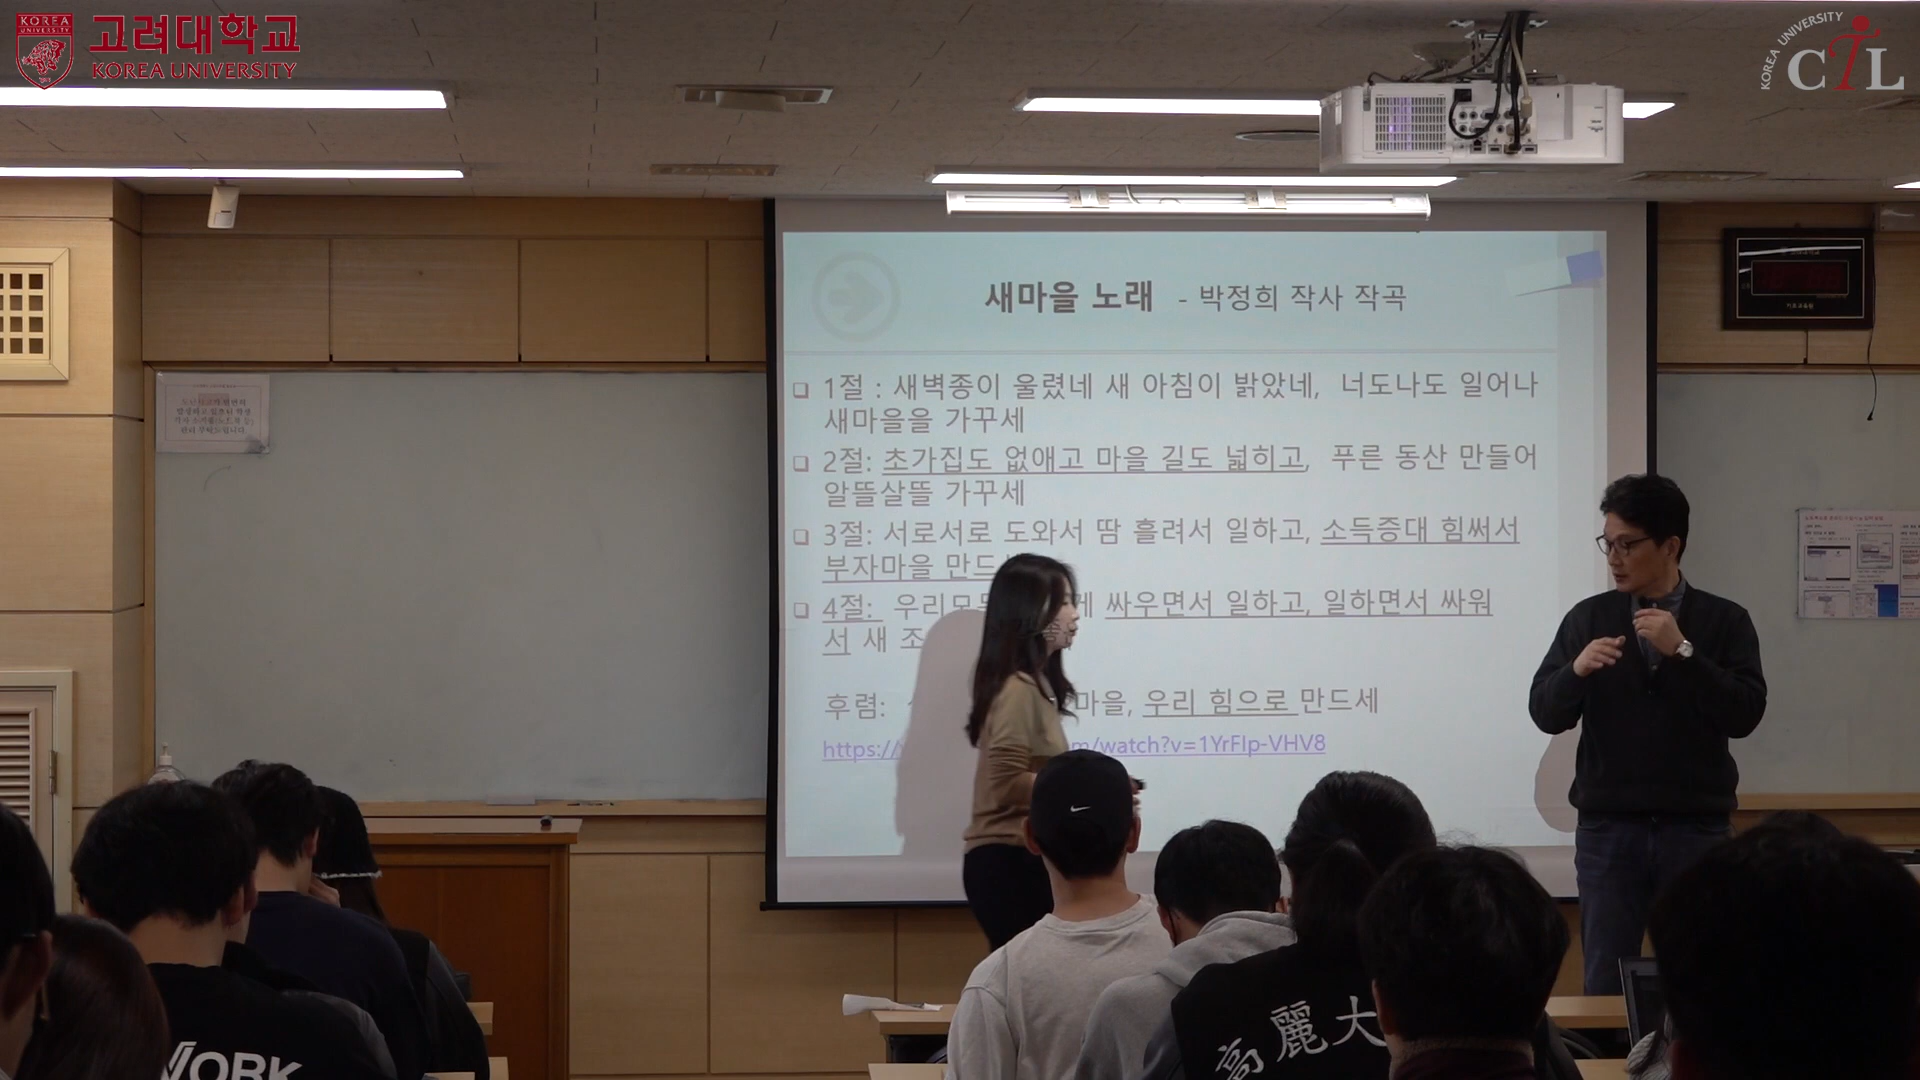 KOREA
UNIVERSITY
고려대학교
KOREA UNIVERSITY
KOREA UNIVERSITY
CTL
새마을 노래 - 박정희 작사 작곡
1절 : 새벽종이 울렸네 새 아침이 밝았네, 너도나도 일어나
새마을을 가꾸세
2절: 초가집도 없애고 마을 길도 넓히고, 푸른 동산 만들어
알뜰살뜰 가꾸세
3절: 서로서로 도와서 땀 흘려서 일하고, 소득증대 힘써서
부자마을 만드
4절: 우리모두 싸우면서 일하고, 일하면서 싸워
서 새 조
후렴: 마을, 우리 힘으로 만드세
https:// m/watch?v=1YrFIp-VHV8
WORK
高麗大